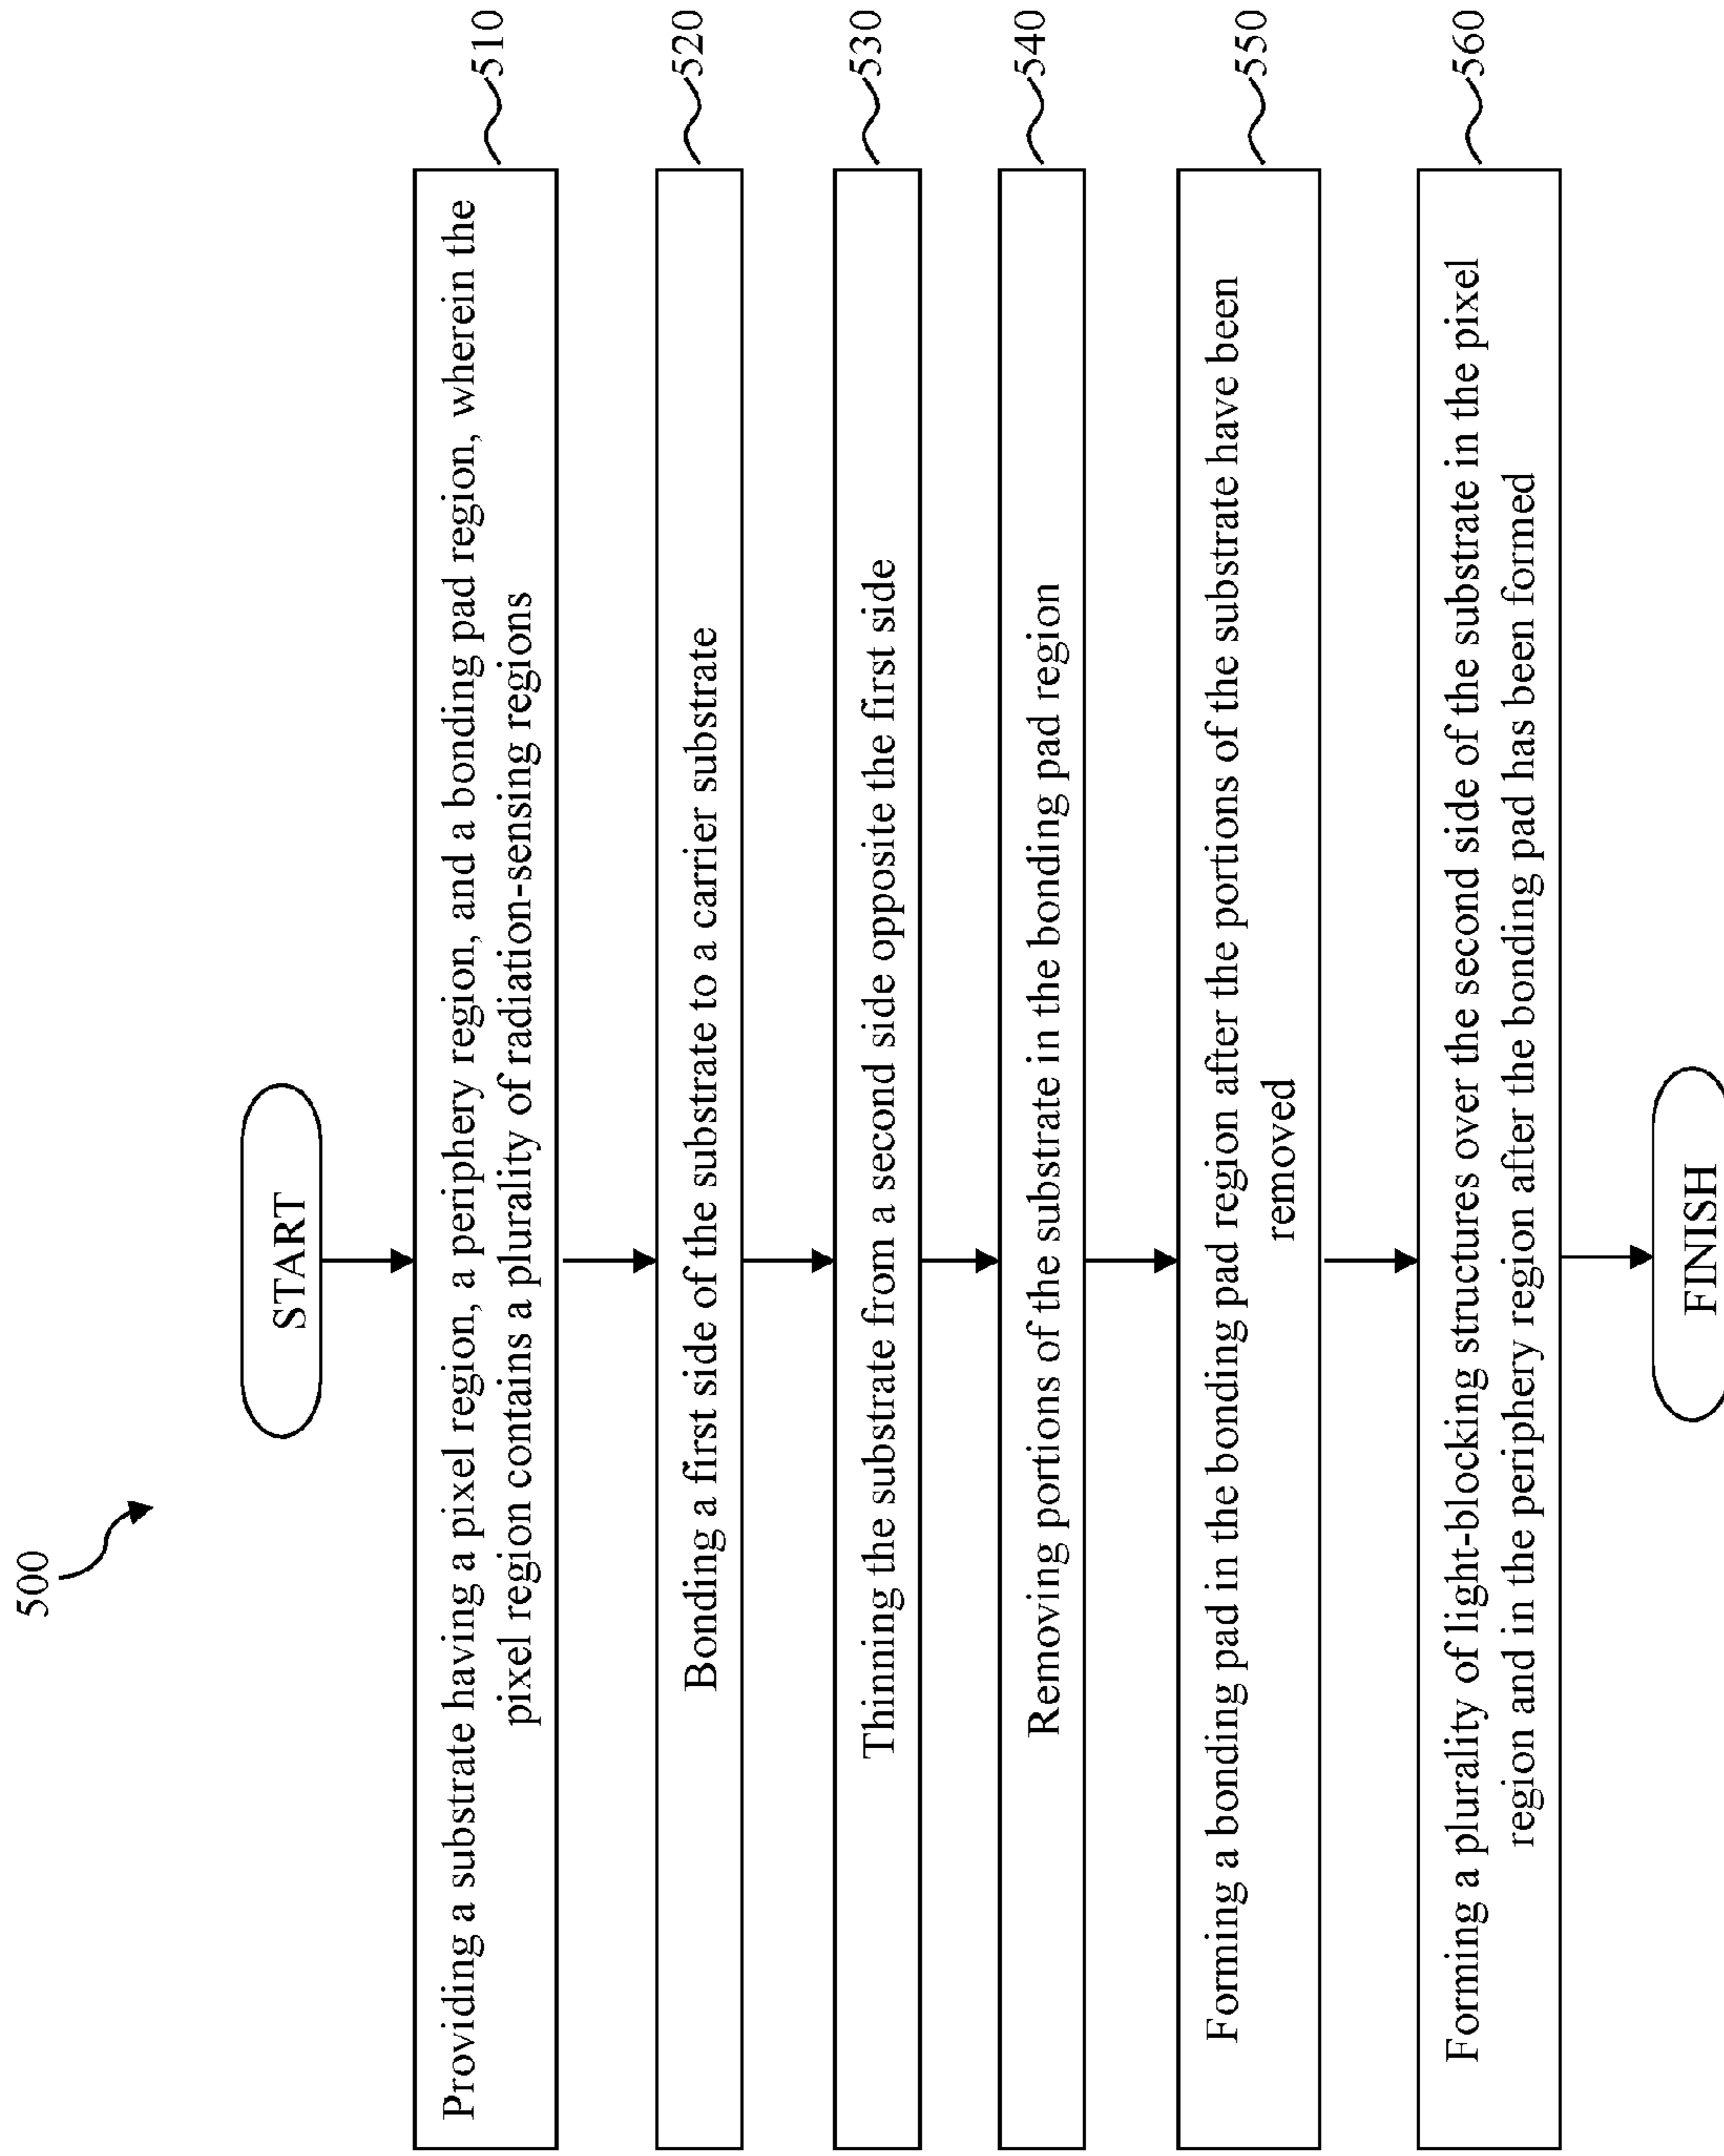 500
START
Providing a substrate having a pixel region, a periphery region, and a bonding pad region, wherein the
pixel region contains a plurality of radiation-sensing regions
510
Bonding a first side of the substrate to a carrier substrate
520
Thinning the substrate from a second side opposite the first side
530
Removing portions of the substrate in the bonding pad region
540
Forming a bonding pad in the bonding pad region after the portions of the substrate have been
removed
550
Forming a plurality of light-blocking structures over the second side of the substrate in the pixel
region and in the periphery region after the bonding pad has been formed
560
FINISH